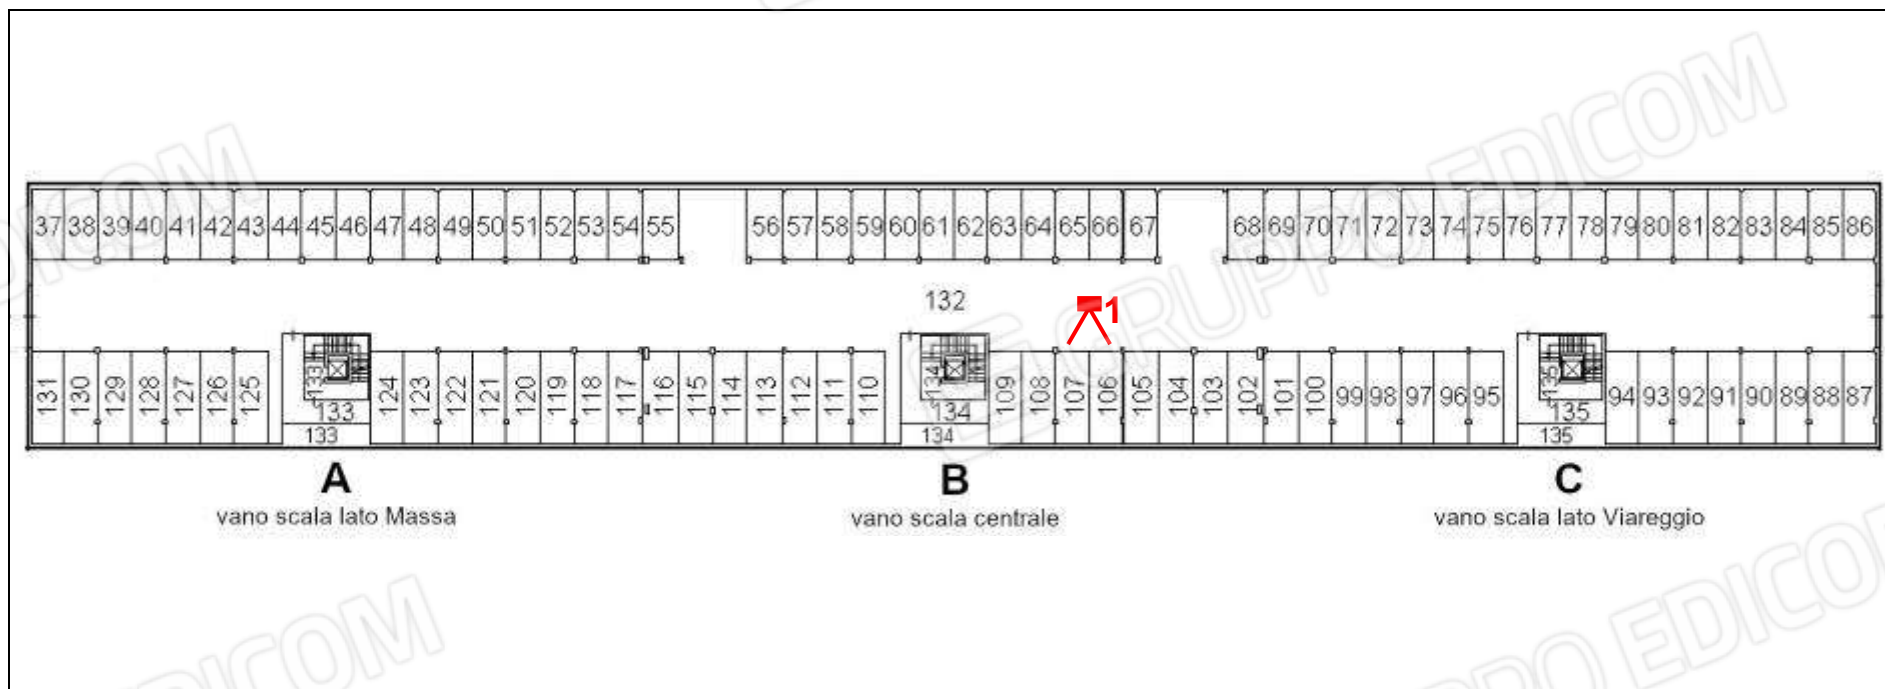 37 38 39 40 41 42 43 44 45 46 47 48 49 50 51 52 53 54 55 56 57 58 59 60 61 62 63 64 65 66 67 68 69 70 71 72 73 74 75 76 77 78 79 80 81 82 83 84 85 86
132
1
131 130 129 128 127 126 125 133 124 123 122 121 120 119 118 117 116 115 114 113 112 111 110 134 109 108 107 106 105 104 103 102 101 100 99 98 97 96 95 135 94 93 92 91 90 89 88 87
133 134 135
133 134 135
A B C
vano scala lato Massa vano scala centrale vano scala lato Viareggio
GRUPPO EDICOM
EDICOM
EDICOM
GRUPPO EDICOM